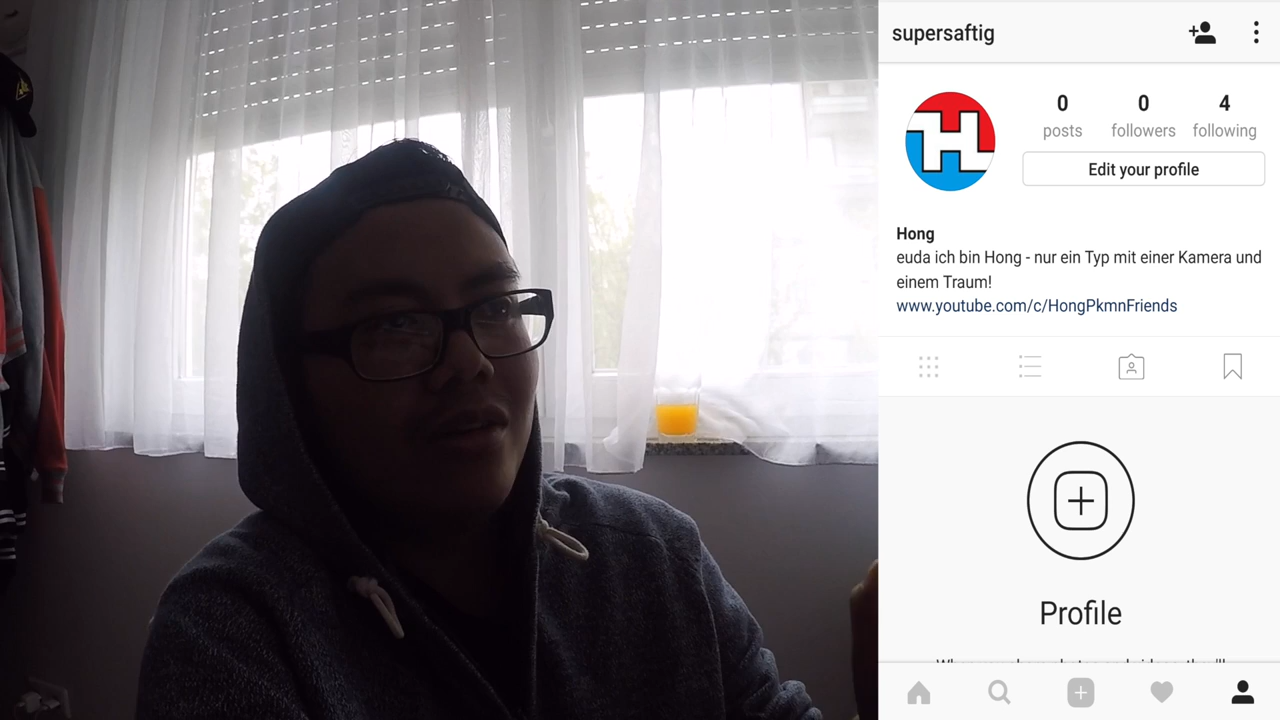 supersaftig
0 0 4
posts followers following
Edit your profile
Hong
euda ich bin Hong - nur ein Typ mit einer Kamera und
einem Traum!
www.youtube.com/c/HongPkmnFriends
Profile